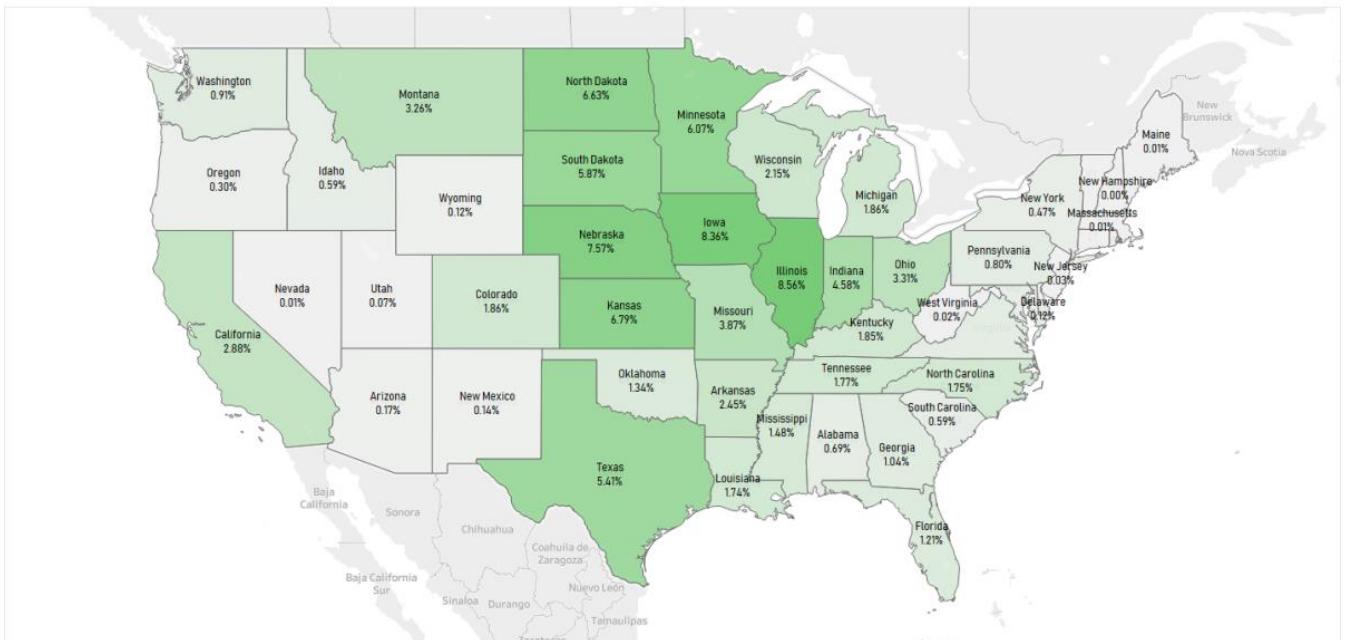 Washington
0.91%
Montana
3.26%
North Dakota
6.63%
Minnesota
6.07%
Oregon
0.30%
Idaho
0.59%
Wyoming
0.12%
South Dakota
5.87%
Wisconsin
2.15%
Michigan
1.86%
New York
0.47%
Maine
0.01%
New
Brunswick
Nova Scotia
New Hampshire
0.00%
Massachusetts
0.01%
Nebraska
7.57%
Iowa
8.36%
Illinois
8.56%
Indiana
4.58%
Ohio
3.31%
Pennsylvania
0.80%
New Jersey
0.03%
Nevada
0.01%
Utah
0.07%
Colorado
1.86%
Kansas
6.79%
Missouri
3.87%
Kentucky
1.85%
West Virginia
0.02%
Delaware
0.12%
Virginia
California
2.88%
Arizona
0.17%
New Mexico
0.14%
Oklahoma
1.34%
Arkansas
2.45%
Tennessee
1.77%
North Carolina
1.75%
South Carolina
0.59%
Mississippi
1.48%
Alabama
0.69%
Georgia
1.04%
Texas
5.41%
Louisiana
1.74%
Florida
1.21%
Baja
California
Sonora
Chihuahua
Coahuila de
Zaragoza
Baja California
Sur
Sinaloa
Durango
Nuevo León
Tamaulipas
Zacatecas